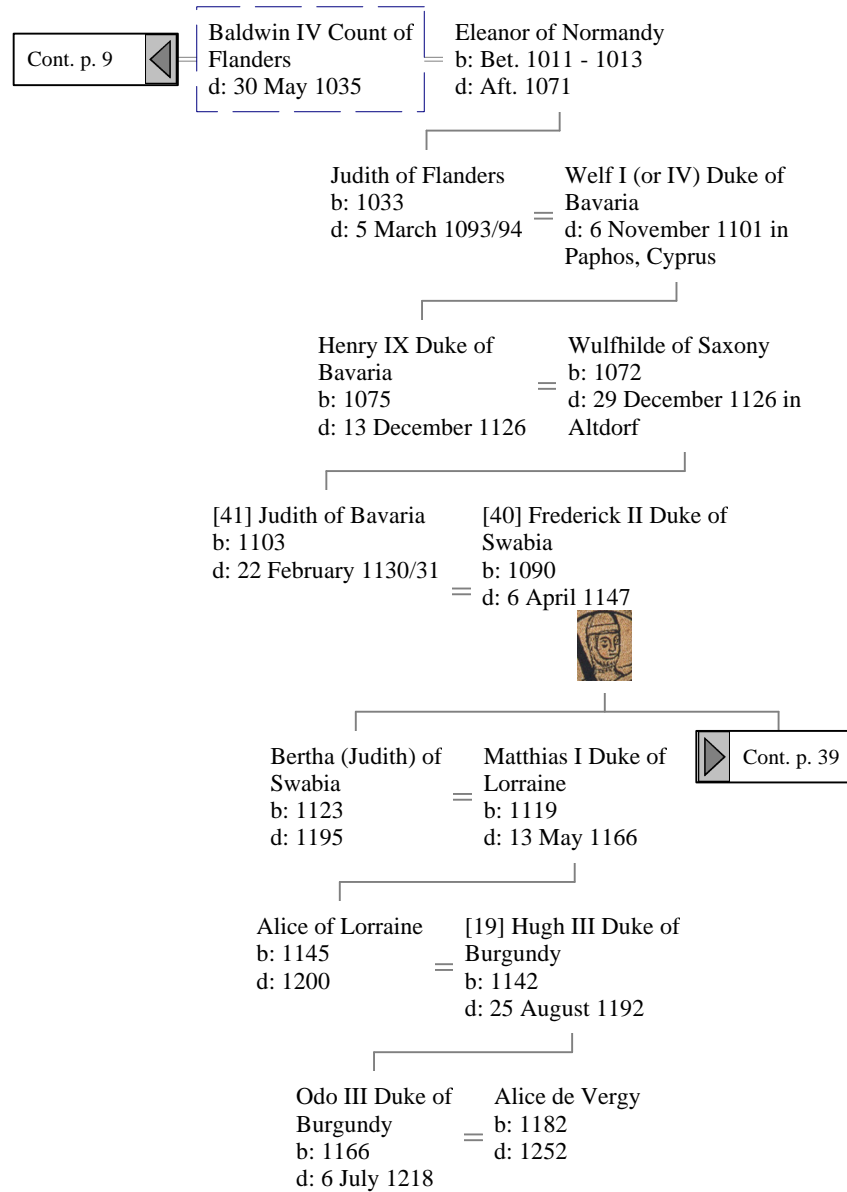 Cont. p. 9
Baldwin IV Count of
Flanders
d: 30 May 1035
Eleanor of Normandy
b: Bet. 1011 - 1013
d: Aft. 1071
Judith of Flanders
b: 1033
d: 5 March 1093/94
Welf I (or IV) Duke of
Bavaria
d: 6 November 1101 in
Paphos, Cyprus
Henry IX Duke of
Bavaria
b: 1075
d: 13 December 1126
Wulfhilde of Saxony
b: 1072
d: 29 December 1126 in
Altdorf
[41] Judith of Bavaria
b: 1103
d: 22 February 1130/31
[40] Frederick II Duke of
Swabia
b: 1090
d: 6 April 1147
Bertha (Judith) of
Swabia
b: 1123
d: 1195
Matthias I Duke of
Lorraine
b: 1119
d: 13 May 1166
Cont. p. 39
Alice of Lorraine
b: 1145
d: 1200
[19] Hugh III Duke of
Burgundy
b: 1142
d: 25 August 1192
Odo III Duke of
Burgundy
b: 1166
d: 6 July 1218
Alice de Vergy
b: 1182
d: 1252